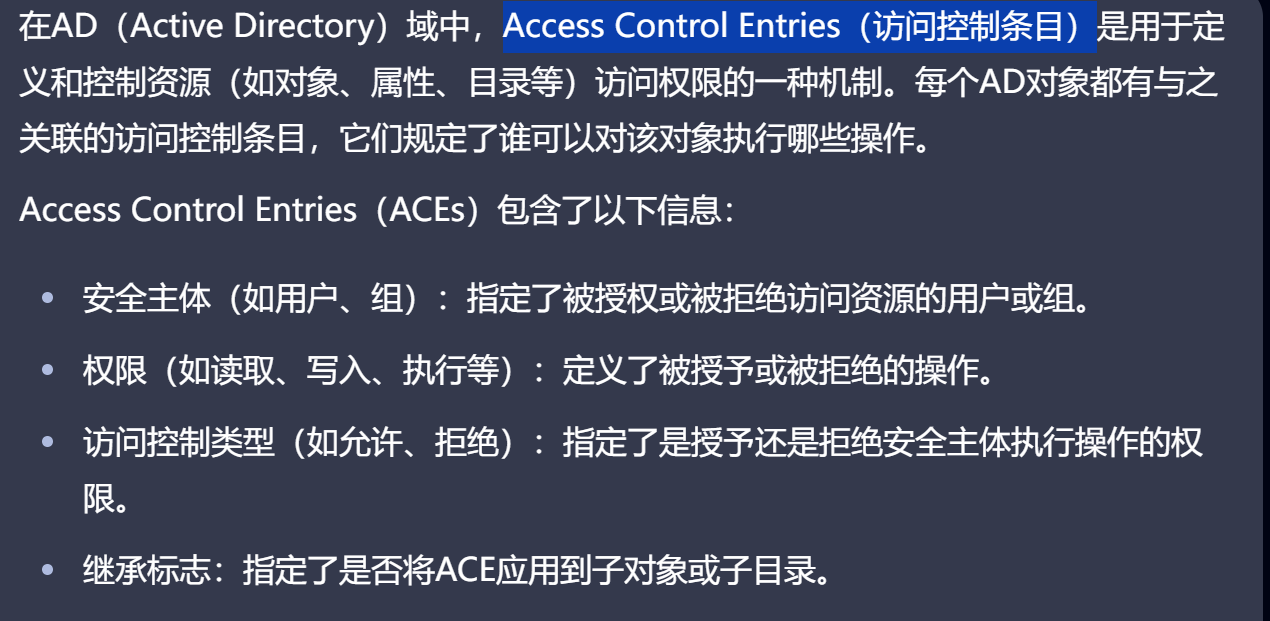 在AD（Active Directory）域中，Access Control Entries（访问控制条目）是用于定
义和控制资源（如对象、属性、目录等）访问权限的一种机制。每个AD对象都有与之
关联的访问控制条目，它们规定了谁可以对该对象执行哪些操作。
Access Control Entries（ACEs）包含了以下信息：
• 安全主体（如用户、组）：指定了被授权或被拒绝访问资源的用户或组。
• 权限（如读取、写入、执行等）：定义了被授予或被拒绝的操作。
• 访问控制类型（如允许、拒绝）：指定了是授予还是拒绝安全主体执行操作的权
限。
• 继承标志：指定了是否将ACE应用到子对象或子目录。